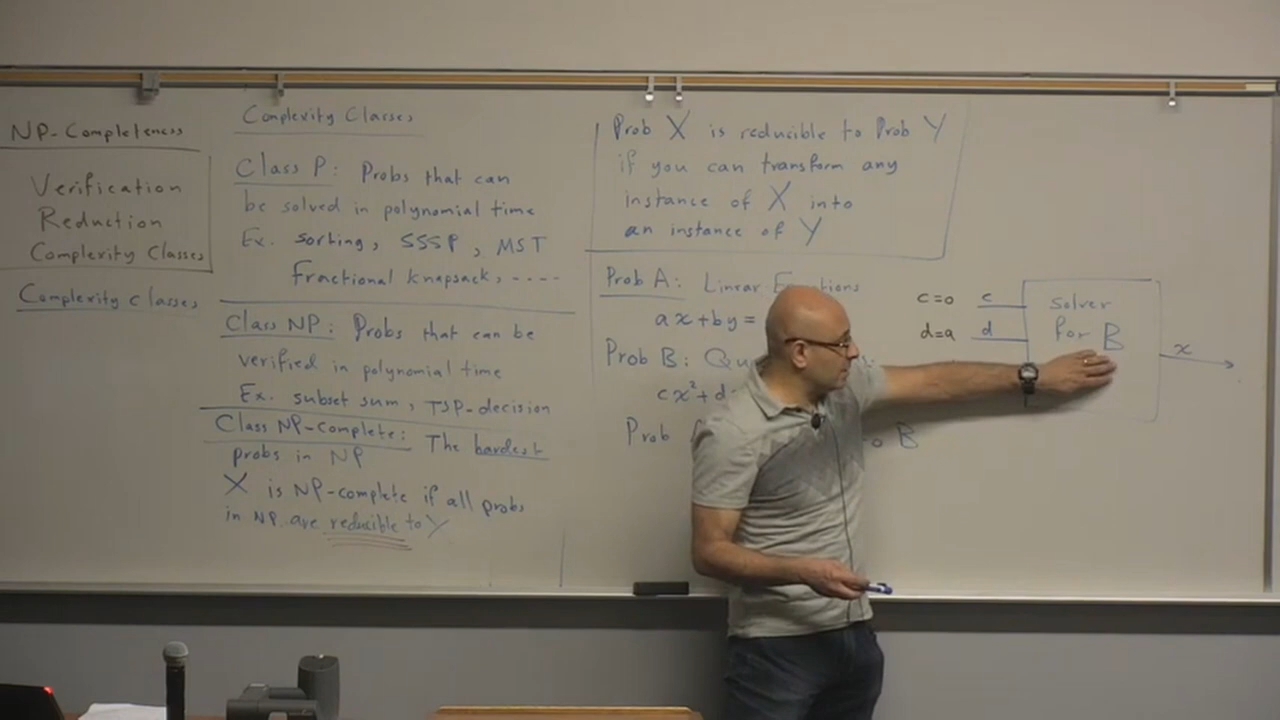 NP-Completeness
Verification
Reduction
Complexity Classes
Complexity classes
Complexity Classes
Class P: Probs that can
be solved in polynomial time
Ex. sorting, SSSP, MST
Fractional knapsack, ----
Class NP: Probs that can be
verified in polynomial time
Ex. subset sum, TSP-decision
Class NP-Complete: The hardest
probs in NP
X is NP-complete if all probs
in NP are reducible to Y
Prob X is reducible to Prob Y
if you can transform any
instance of X into
an instance of Y
Prob A: Linear
ax+by=
Prob B:
cx²+d
Prob
B
c=0 c
d=a d
Solver
for B
x